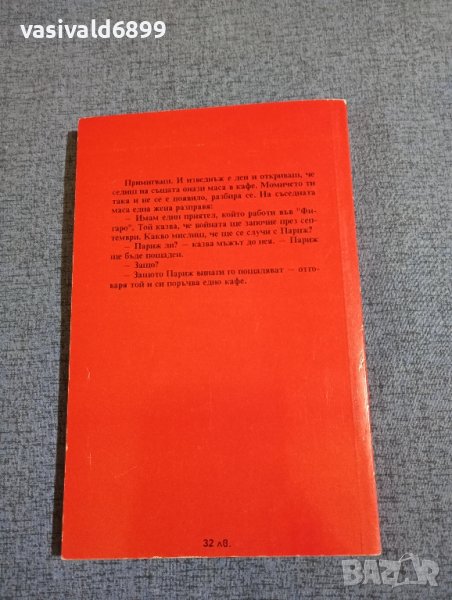 vasivald6899
Примигваш. И изведнъж е ден и откриваш, че
седиш на същата онази маса в кафе. Момичето ти
така и не се е появило, разбира се. На съседната
маса една жена разправя:
— Имам един приятел, който работи във "Фи-
гаро". Той казва, че войната ще започне през сеп-
тември. Какво мислиш, че ще се случи с Париж?
— Париж ли? — казва мъжът до нея. — Париж
ще бъде пощаден.
— Защо?
— Защото Париж винаги го пощаляват — отго-
варя той и си поръчва едно кафе.
32 лв.
BAZAR